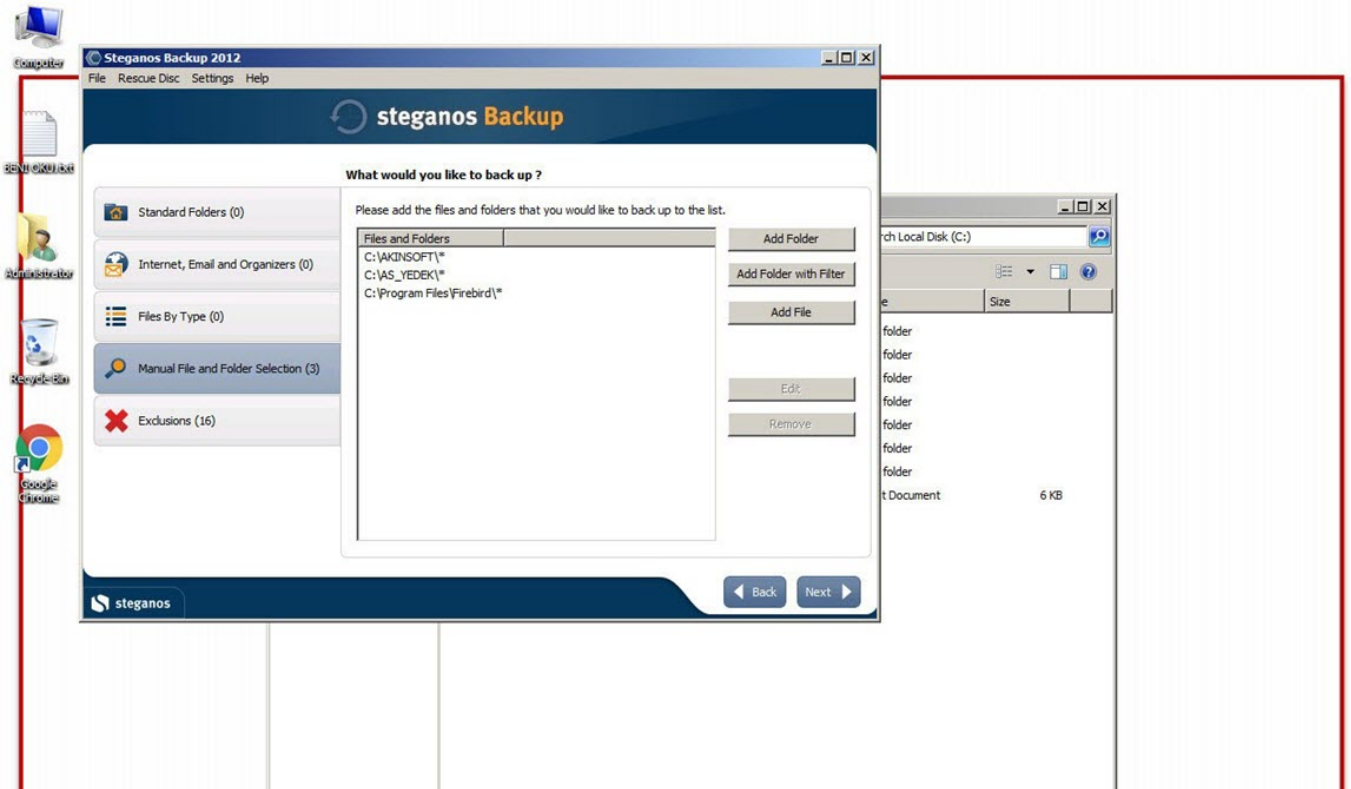 Computer
BENI OKU.txt
Administrator
Recycle Bin
Google
Chrome
Steganos Backup 2012
File Rescue Disc Settings Help
steganos Backup
What would you like to back up ?
Standard Folders (0)
Internet, Email and Organizers (0)
Files By Type (0)
Manual File and Folder Selection (3)
Exclusions (16)
Please add the files and folders that you would like to back up to the list.
Files and Folders
C:\AKINSOFT\*
C:\AS_YEDEK\*
C:\Program Files\Firebird\*
Add Folder
Add Folder with Filter
Add File
Edit
Remove
steganos
Back Next
Local Disk (C:)
Size
folder
folder
folder
folder
folder
folder
folder
t Document 6 KB